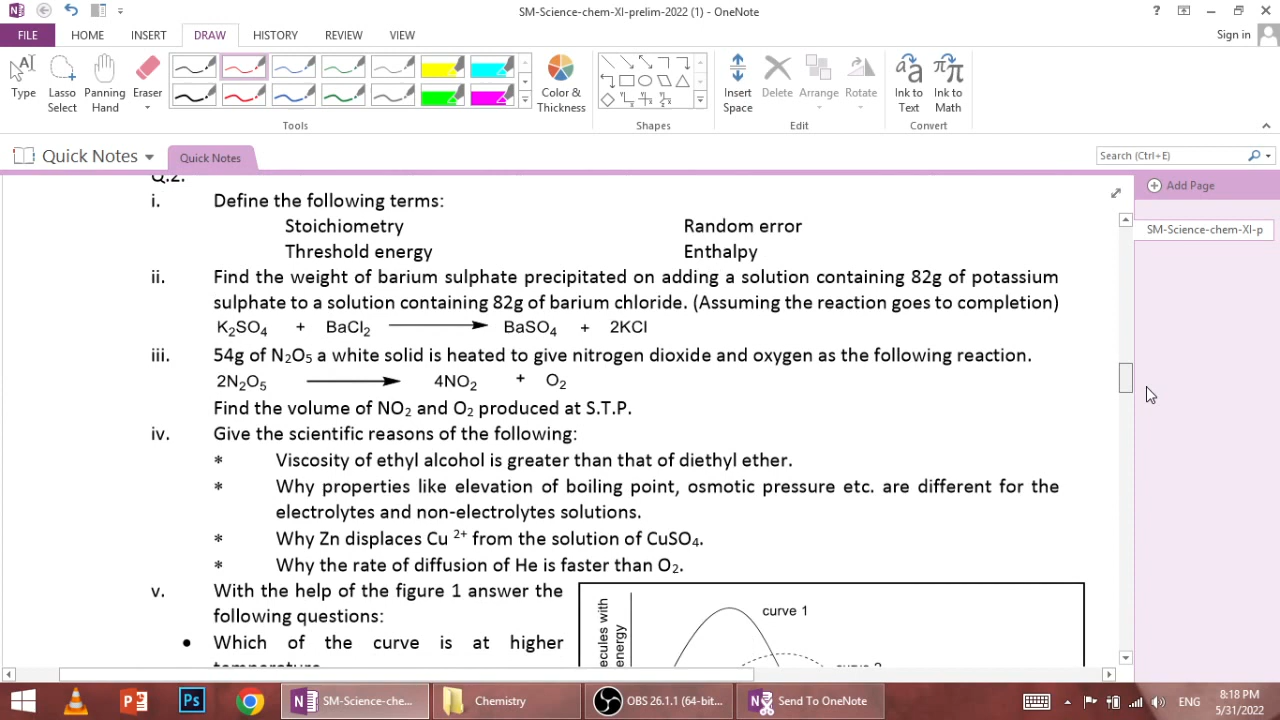 SM-Science-chem-XI-prelim-2022 (1) - OneNote
FILE HOME INSERT DRAW HISTORY REVIEW VIEW Sign in
Type
Lasso Select
Panning Hand
Eraser
Color & Thickness
Insert Space
Delete
Arrange
Rotate
Ink to Text
Ink to Math
Tools
Shapes
Edit
Convert
Quick Notes
Quick Notes
Search (Ctrl+E)
Add Page
SM-Science-chem-XI-p
Q.2.
i. Define the following terms:
Stoichiometry Random error
Threshold energy Enthalpy
ii. Find the weight of barium sulphate precipitated on adding a solution containing 82g of potassium
sulphate to a solution containing 82g of barium chloride. (Assuming the reaction goes to completion)
K₂SO₄ + BaCl₂ ⟶ BaSO₄ + 2KCl
iii. 54g of N₂O₅ a white solid is heated to give nitrogen dioxide and oxygen as the following reaction.
2N₂O₅ ⟶ 4NO₂ + O₂
Find the volume of NO₂ and O₂ produced at S.T.P.
iv. Give the scientific reasons of the following:
* Viscosity of ethyl alcohol is greater than that of diethyl ether.
* Why properties like elevation of boiling point, osmotic pressure etc. are different for the
electrolytes and non-electrolytes solutions.
* Why Zn displaces Cu ²⁺ from the solution of CuSO₄.
* Why the rate of diffusion of He is faster than O₂.
v. With the help of the figure 1 answer the
following questions:
• Which of the curve is at higher
temperature
ecules with
energy
curve 1
curve 2
SM-Science-che...
Chemistry
OBS 26.1.1 (64-bit...
Send To OneNote
ENG
8:18 PM
5/31/2022